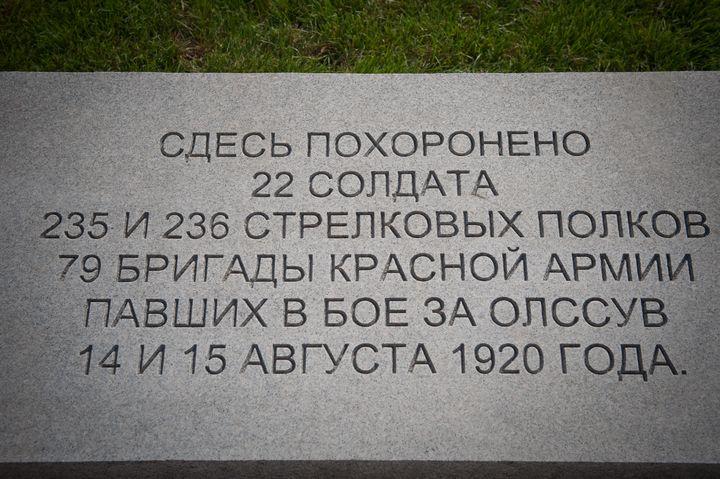 СДЕСЬ ПОХОРОНЕНО
22 СОЛДАТА
235 И 236 СТРЕЛКОВЫХ ПОЛКОВ
79 БРИГАДЫ КРАСНОЙ АРМИИ
ПАВШИХ В БОЕ ЗА ОЛССУВ
14 И 15 АВГУСТА 1920 ГОДА.